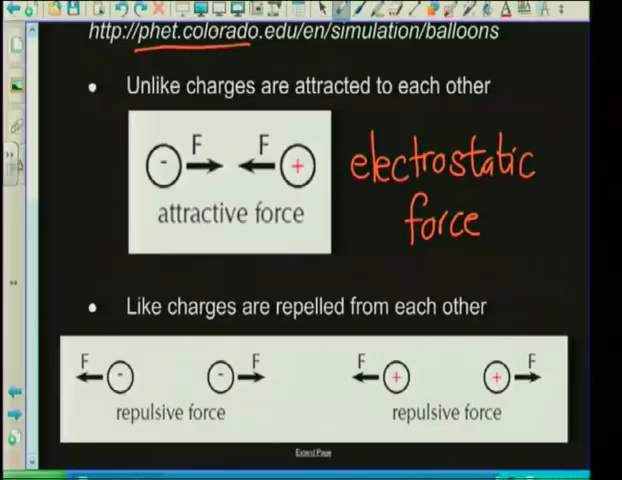 http://phet.colorado.edu/en/simulation/balloons
• Unlike charges are attracted to each other
F F
- +
attractive force
electrostatic
force
• Like charges are repelled from each other
F F F F
- - + +
repulsive force repulsive force
Extend Page